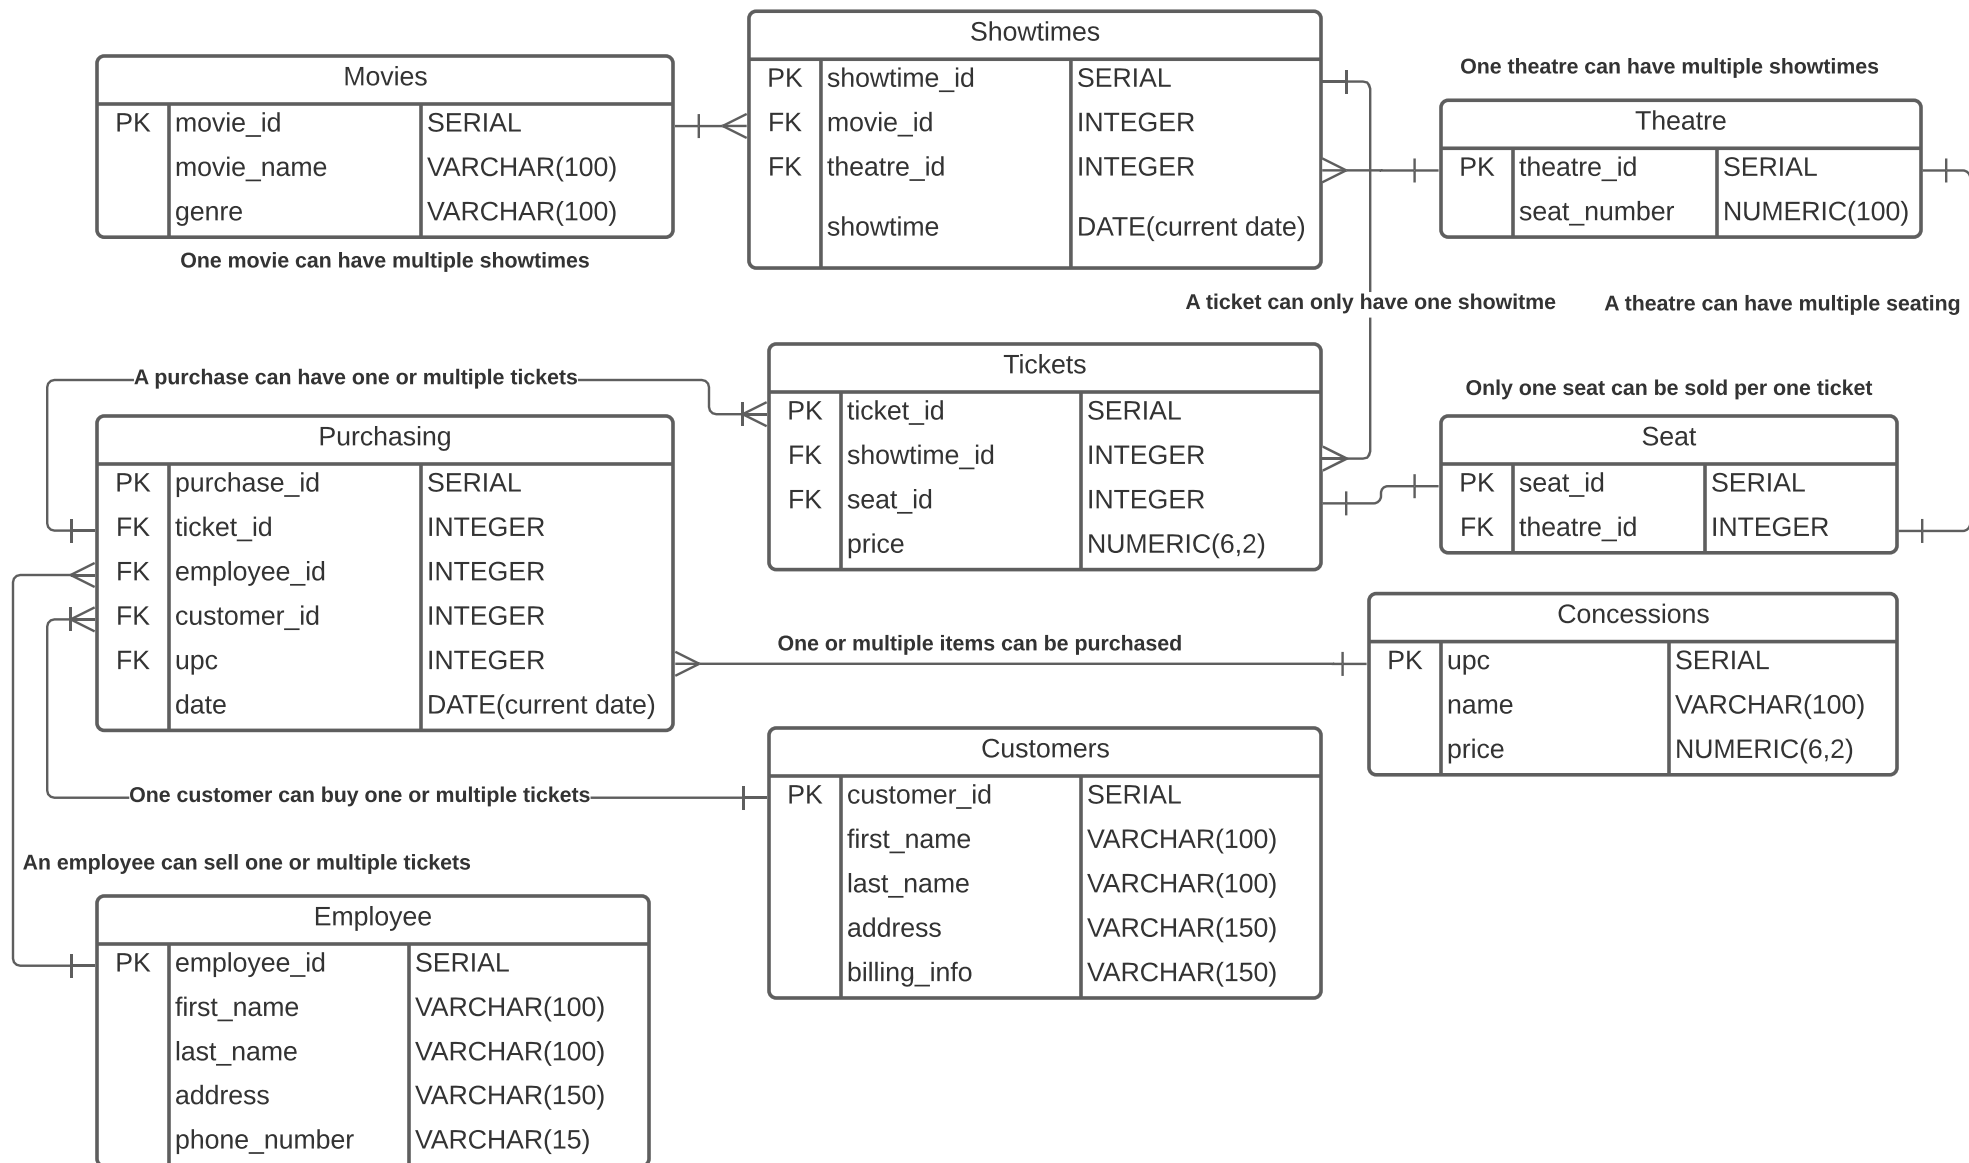 Movies
PK movie_id SERIAL
movie_name VARCHAR(100)
genre VARCHAR(100)
One movie can have multiple showtimes
Showtimes
PK showtime_id SERIAL
FK movie_id INTEGER
FK theatre_id INTEGER
showtime DATE(current date)
One theatre can have multiple showtimes
Theatre
PK theatre_id SERIAL
seat_number NUMERIC(100)
A ticket can only have one showitme
A theatre can have multiple seating
A purchase can have one or multiple tickets
Purchasing
PK purchase_id SERIAL
FK ticket_id INTEGER
FK employee_id INTEGER
FK customer_id INTEGER
FK upc INTEGER
date DATE(current date)
Tickets
PK ticket_id SERIAL
FK showtime_id INTEGER
FK seat_id INTEGER
price NUMERIC(6,2)
Only one seat can be sold per one ticket
Seat
PK seat_id SERIAL
FK theatre_id INTEGER
One or multiple items can be purchased
Concessions
PK upc SERIAL
name VARCHAR(100)
price NUMERIC(6,2)
One customer can buy one or multiple tickets
Customers
PK customer_id SERIAL
first_name VARCHAR(100)
last_name VARCHAR(100)
address VARCHAR(150)
billing_info VARCHAR(150)
An employee can sell one or multiple tickets
Employee
PK employee_id SERIAL
first_name VARCHAR(100)
last_name VARCHAR(100)
address VARCHAR(150)
phone_number VARCHAR(15)